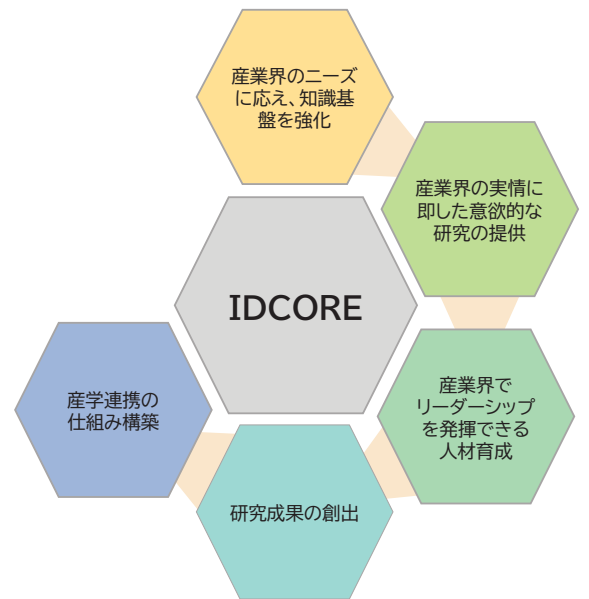 産業界のニーズ
に応え、知識基
盤を強化
産業界の実情に
即した意欲的な
研究の提供
IDCORE
産業界で
リーダーシップ
を発揮できる
人材育成
産学連携の
仕組み構築
研究成果の創出